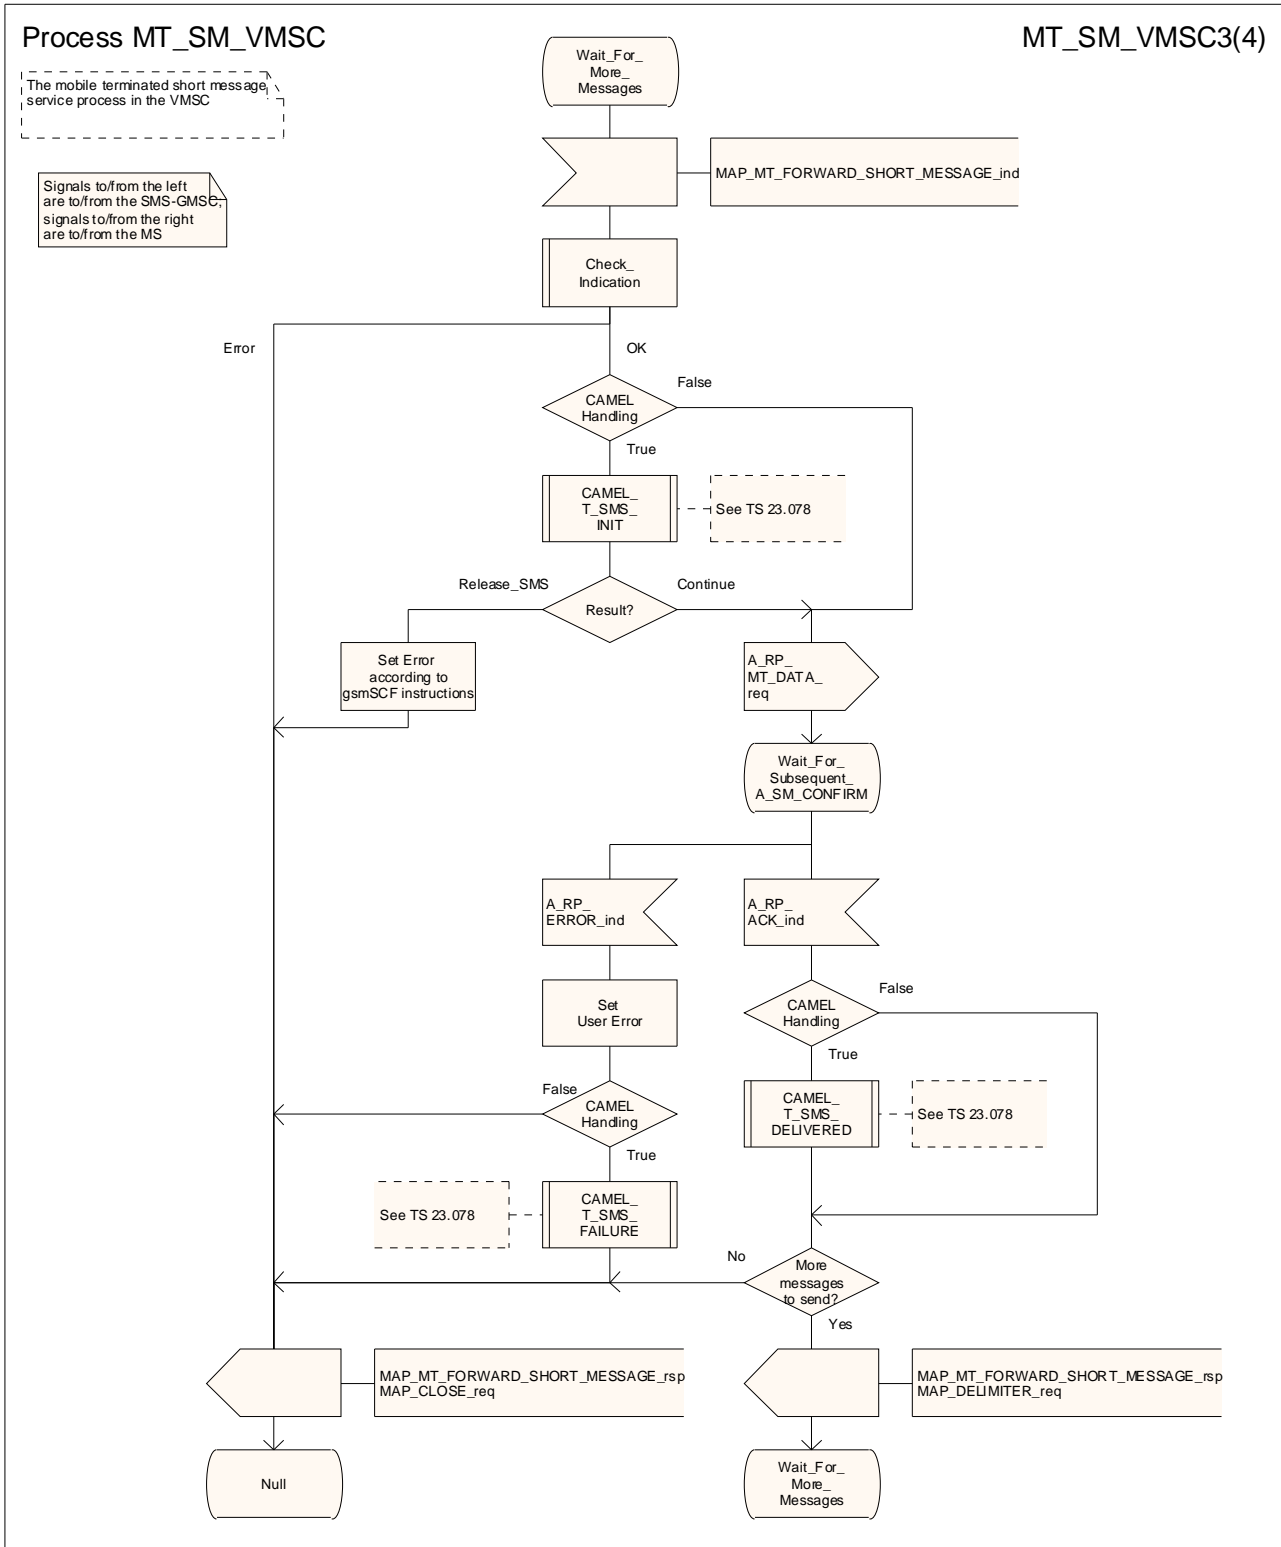 Process MT_SM_VMSC
MT_SM_VMSC3(4)
The mobile terminated short message
service process in the VMSC
Signals to/from the left
are to/from the SMS-GMSC;
signals to/from the right
are to/from the MS
Wait_For_
More_
Messages
MAP_MT_FORWARD_SHORT_MESSAGE_ind
Check_
Indication
Error
OK
CAMEL
Handling
False
True
CAMEL_
T_SMS_
INIT
See TS 23.078
Release_SMS
Result?
Continue
Set Error
according to
gsmSCF instructions
A_RP_
MT_DATA_
req
Wait_For_
Subsequent_
A_SM_CONFIRM
A_RP_
ERROR_ind
A_RP_
ACK_ind
Set
User Error
CAMEL
Handling
False
True
False
CAMEL
Handling
True
CAMEL_
T_SMS_
DELIVERED
See TS 23.078
See TS 23.078
CAMEL_
T_SMS_
FAILURE
No
More
messages
to send?
Yes
MAP_MT_FORWARD_SHORT_MESSAGE_rsp
MAP_CLOSE_req
MAP_MT_FORWARD_SHORT_MESSAGE_rsp
MAP_DELIMITER_req
Null
Wait_For_
More_
Messages